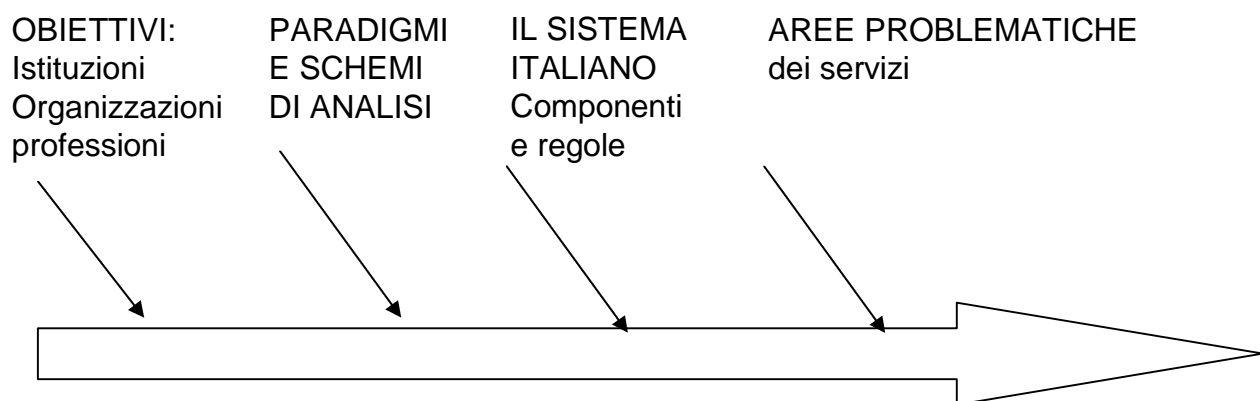 OBIETTIVI:
Istituzioni
Organizzazioni
professioni
PARADIGMI
E SCHEMI
DI ANALISI
IL SISTEMA
ITALIANO
Componenti
e regole
AREE PROBLEMATICHE
dei servizi